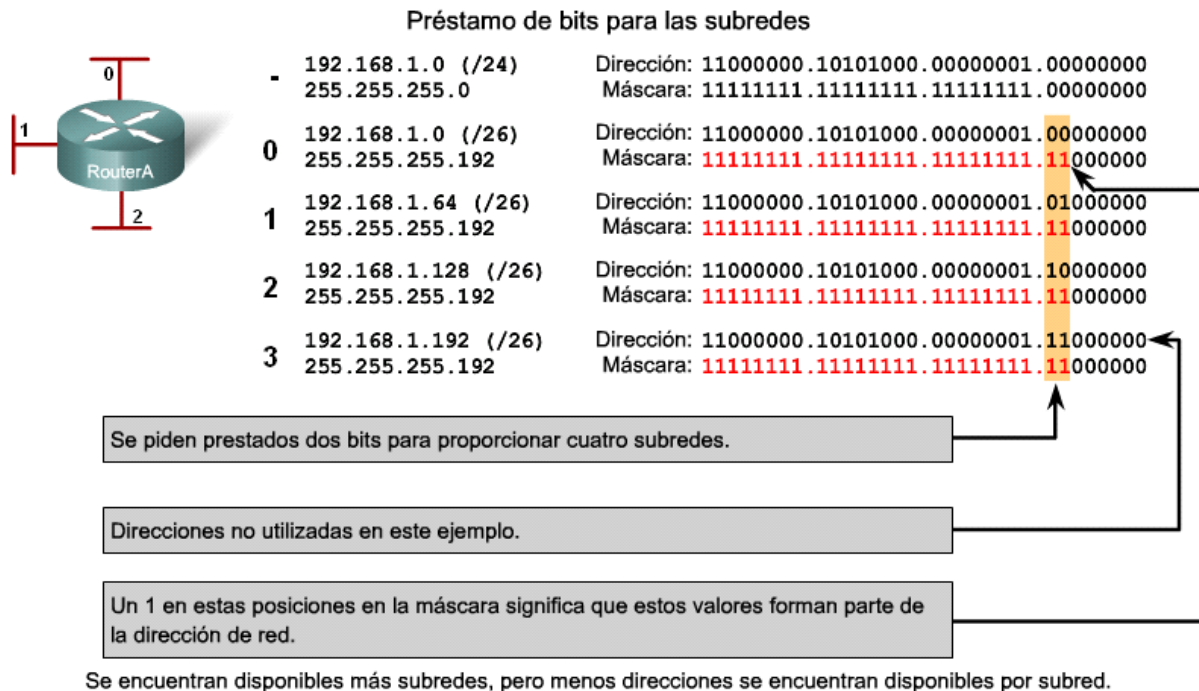 Préstamo de bits para las subredes
0
1
RouterA
2
- 192.168.1.0 (/24) Dirección: 11000000.10101000.00000001.00000000
255.255.255.0 Máscara: 11111111.11111111.11111111.00000000
0 192.168.1.0 (/26) Dirección: 11000000.10101000.00000001.00000000
255.255.255.192 Máscara: 11111111.11111111.11111111.11000000
1 192.168.1.64 (/26) Dirección: 11000000.10101000.00000001.01000000
255.255.255.192 Máscara: 11111111.11111111.11111111.11000000
2 192.168.1.128 (/26) Dirección: 11000000.10101000.00000001.10000000
255.255.255.192 Máscara: 11111111.11111111.11111111.11000000
3 192.168.1.192 (/26) Dirección: 11000000.10101000.00000001.11000000
255.255.255.192 Máscara: 11111111.11111111.11111111.11000000
Se piden prestados dos bits para proporcionar cuatro subredes.
Direcciones no utilizadas en este ejemplo.
Un 1 en estas posiciones en la máscara significa que estos valores forman parte de
la dirección de red.
Se encuentran disponibles más subredes, pero menos direcciones se encuentran disponibles por subred.